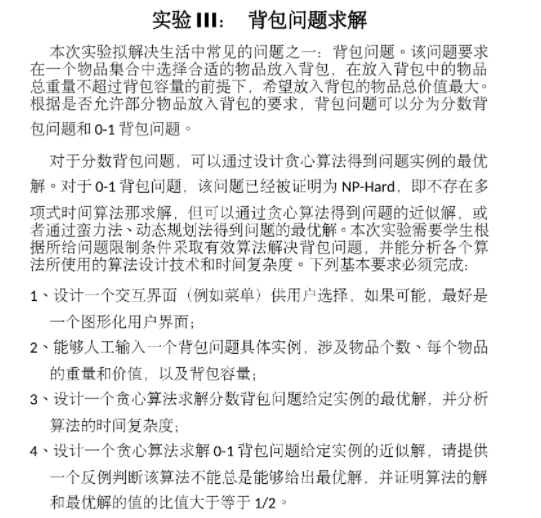 实验 III： 背包问题求解
本次实验拟解决生活中常见的问题之一：背包问题。该问题要求
在一个物品集合中选择合适的物品放入背包，在放入背包中的物品
总重量不超过背包容量的前提下，希望放入背包的物品总价值最大。
根据是否允许部分物品放入背包的要求，背包问题可以分为分数背
包问题和 0-1 背包问题。
对于分数背包问题，可以通过设计贪心算法得到问题实例的最优
解。对于 0-1 背包问题，该问题已经被证明为 NP-Hard，即不存在多
项式时间算法那求解，但可以通过贪心算法得到问题的近似解，或
者通过蛮力法、动态规划法得到问题的最优解。本次实验需要学生根
据所给问题限制条件采取有效算法解决背包问题，并能分析各个算
法所使用的算法设计技术和时间复杂度。下列基本要求必须完成：
1、设计一个交互界面（例如菜单）供用户选择，如果可能，最好是
一个图形化用户界面；
2、能够人工输入一个背包问题具体实例，涉及物品个数、每个物品
的重量和价值，以及背包容量；
3、设计一个贪心算法求解分数背包问题给定实例的最优解，并分析
算法的时间复杂度；
4、设计一个贪心算法求解 0-1 背包问题给定实例的近似解，请提供
一个反例判断该算法不能总是能够给出最优解，并证明算法的解
和最优解的值的比值大于等于 1/2。